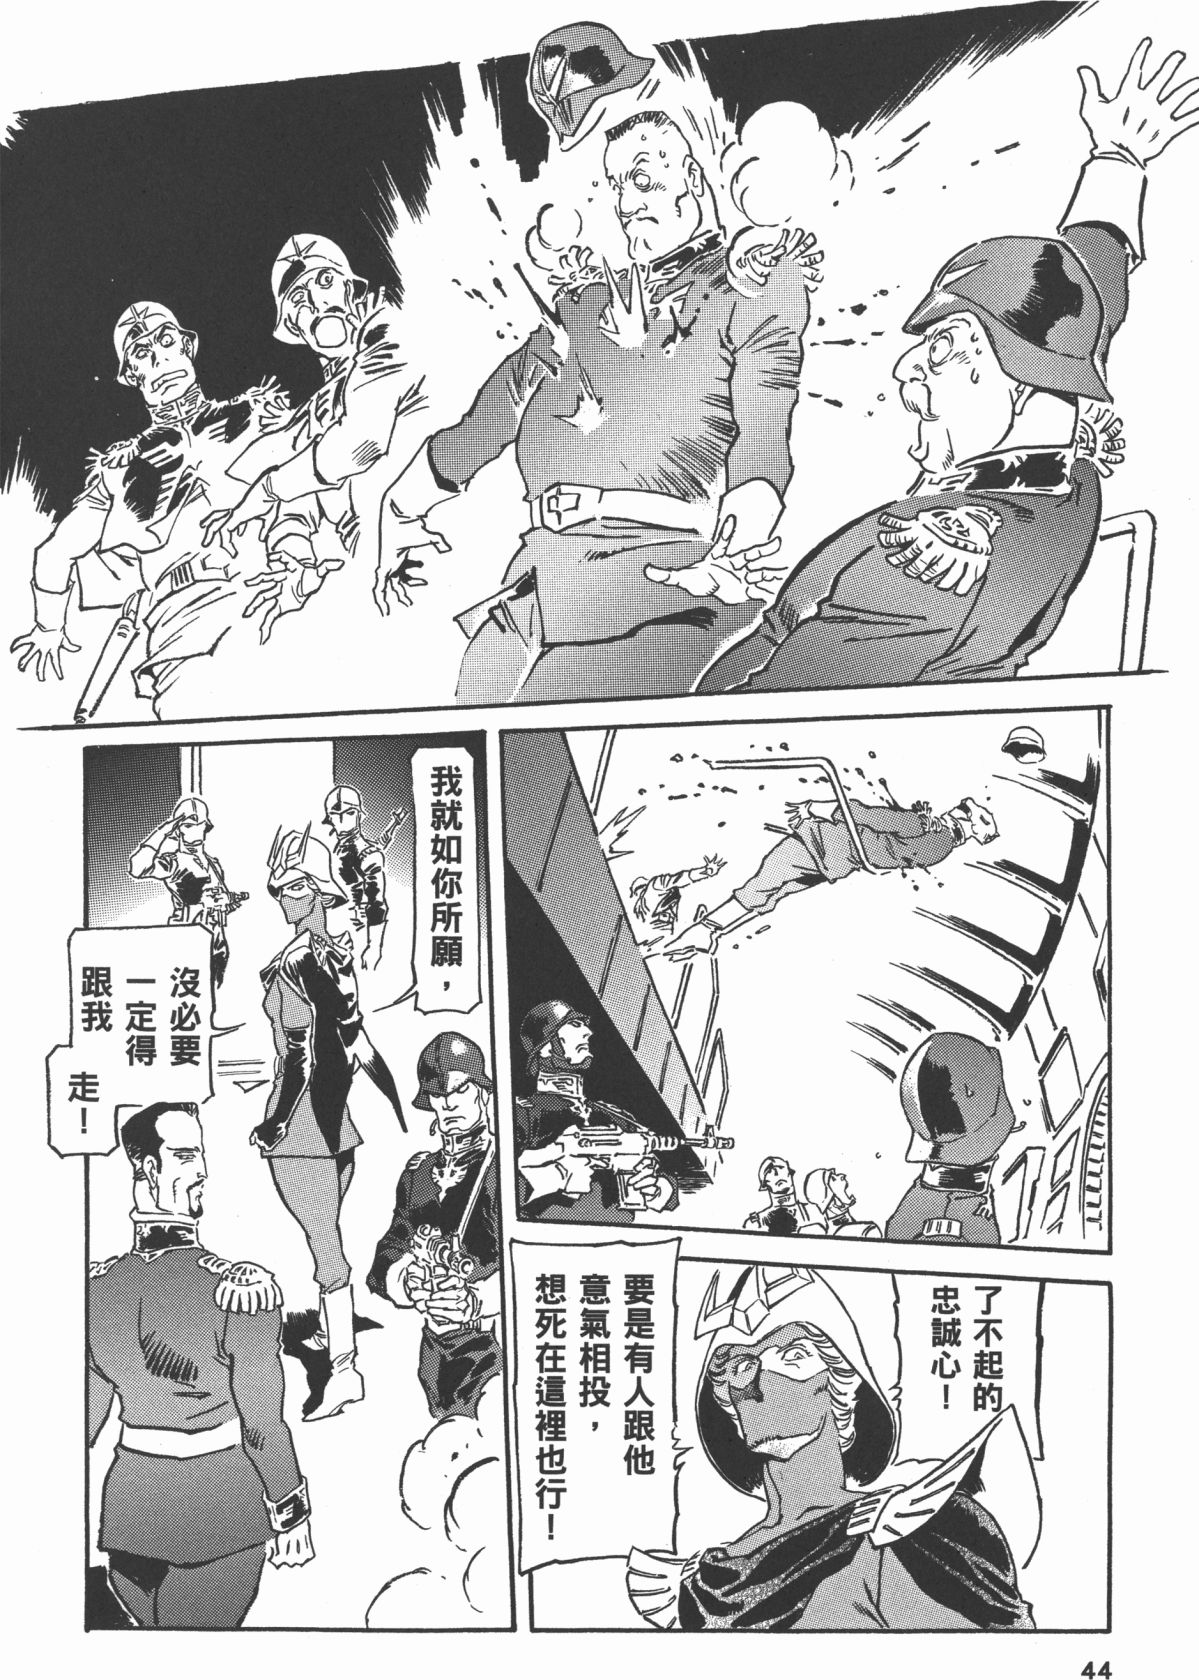 了不起的
忠誠心！
要是有人跟他
意氣相投，
想死在這裡也行！
我就如你所願，
沒必要
一定得
跟我
走！
44